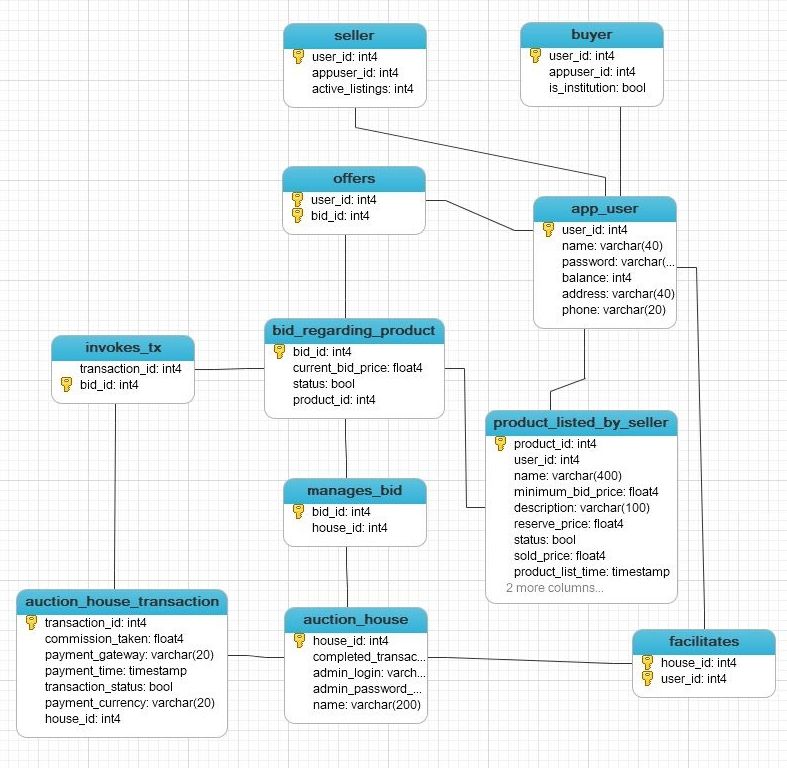 seller
user_id: int4
appuser_id: int4
active_listings: int4
buyer
user_id: int4
appuser_id: int4
is_institution: bool
offers
user_id: int4
bid_id: int4
app_user
user_id: int4
name: varchar(40)
password: varchar(...
balance: int4
address: varchar(40)
phone: varchar(20)
invokes_tx
transaction_id: int4
bid_id: int4
bid_regarding_product
bid_id: int4
current_bid_price: float4
status: bool
product_id: int4
product_listed_by_seller
product_id: int4
user_id: int4
name: varchar(400)
minimum_bid_price: float4
description: varchar(100)
reserve_price: float4
status: bool
sold_price: float4
product_list_time: timestamp
2 more columns...
manages_bid
bid_id: int4
house_id: int4
auction_house_transaction
transaction_id: int4
commission_taken: float4
payment_gateway: varchar(20)
payment_time: timestamp
transaction_status: bool
payment_currency: varchar(20)
house_id: int4
auction_house
house_id: int4
completed_transac...
admin_login: varch...
admin_password_...
name: varchar(200)
facilitates
house_id: int4
user_id: int4